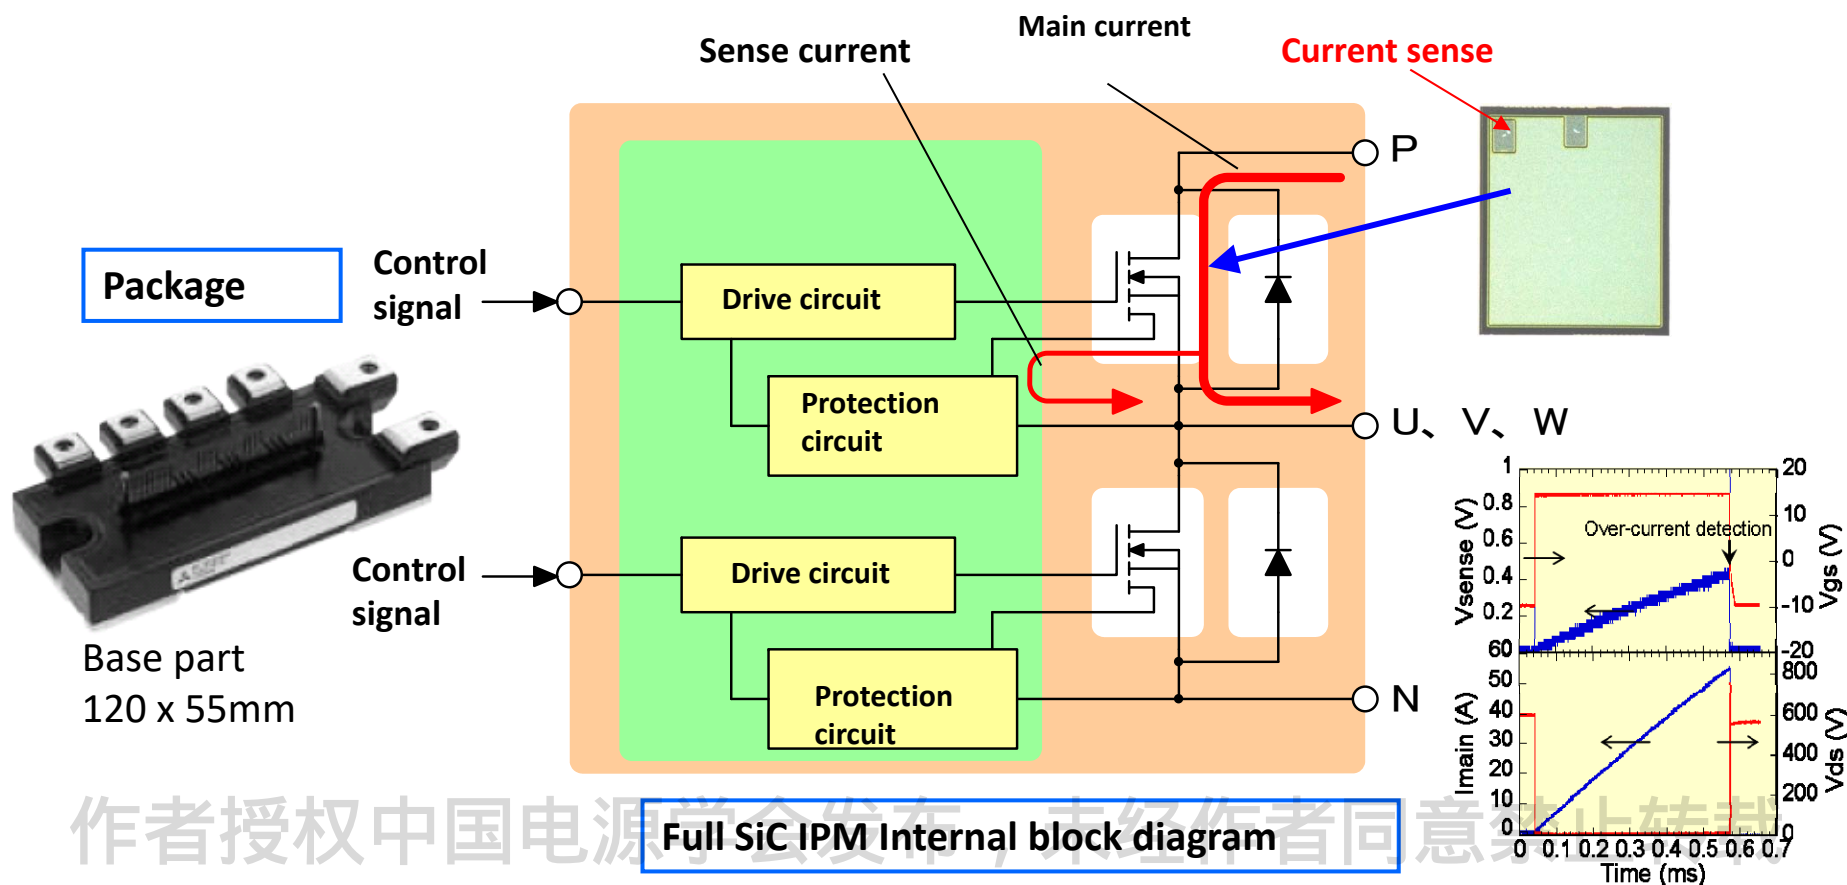 Main current
Sense current
Current sense
P
Package
Control
signal
Drive circuit
Protection
circuit
U、V、W
Control
signal
Drive circuit
Protection
circuit
N
Base part
120 x 55mm
1
0.8
0.6
0.4
0.2
Vsense (V)
20
15
10
0
-10
-20
Vgs (V)
Over-current detection
60
50
40
30
20
10
0
Imain (A)
800
600
400
200
0
Vds (V)
0 0.1 0.2 0.3 0.4 0.5 0.6 0.7
Time (ms)
Full SiC IPM Internal block diagram
作者授权中国电源学会发布，未经作者同意禁止转载